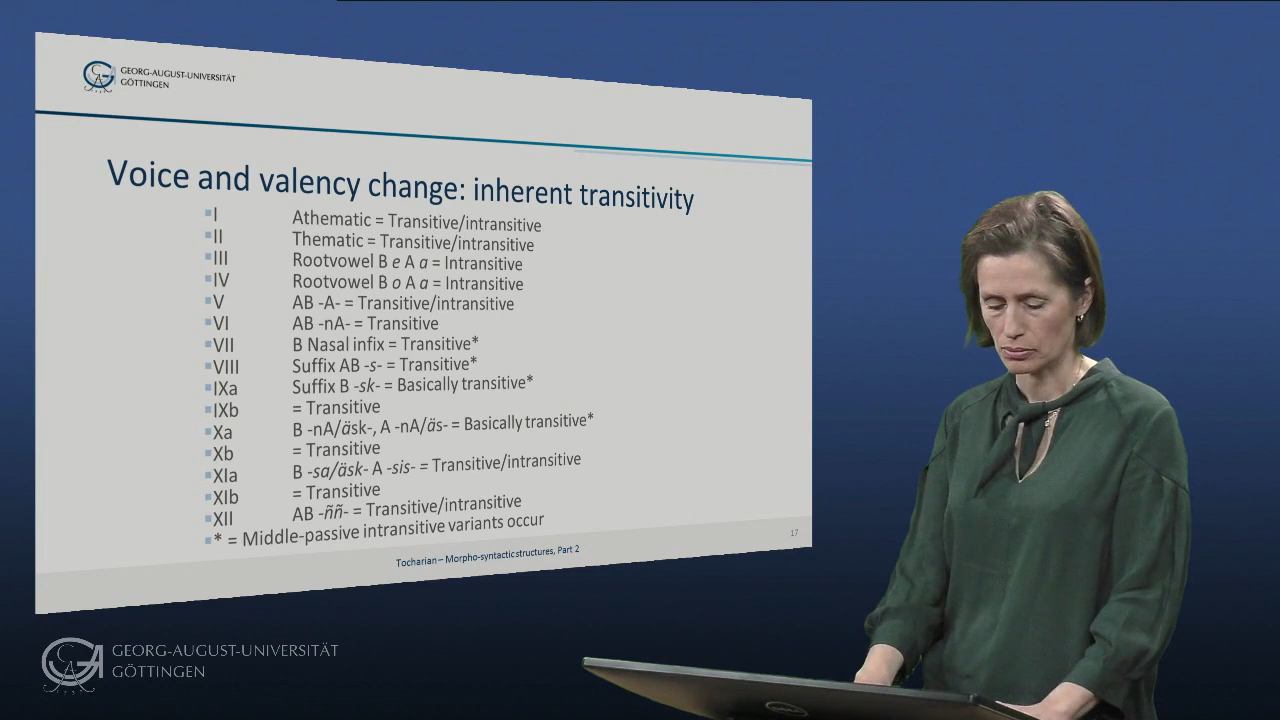 GEORG-AUGUST-UNIVERSITÄT
GÖTTINGEN
Voice and valency change: inherent transitivity
I Athematic = Transitive/intransitive
II Thematic = Transitive/intransitive
III Rootvowel B e A a = Intransitive
IV Rootvowel B o A a = Intransitive
V AB -A- = Transitive/intransitive
VI AB -nA- = Transitive
VII B Nasal infix = Transitive*
VIII Suffix AB -s- = Transitive*
IXa Suffix B -sk- = Basically transitive*
IXb = Transitive
Xa B -nA/äsk-, A -nA/äs- = Basically transitive*
Xb = Transitive
XIa B -sa/äsk- A -sis- = Transitive/intransitive
XIb = Transitive
XII AB -ññ- = Transitive/intransitive
* = Middle-passive intransitive variants occur
17
Tocharian – Morpho-syntactic structures, Part 2
GEORG-AUGUST-UNIVERSITÄT
GÖTTINGEN
DELL